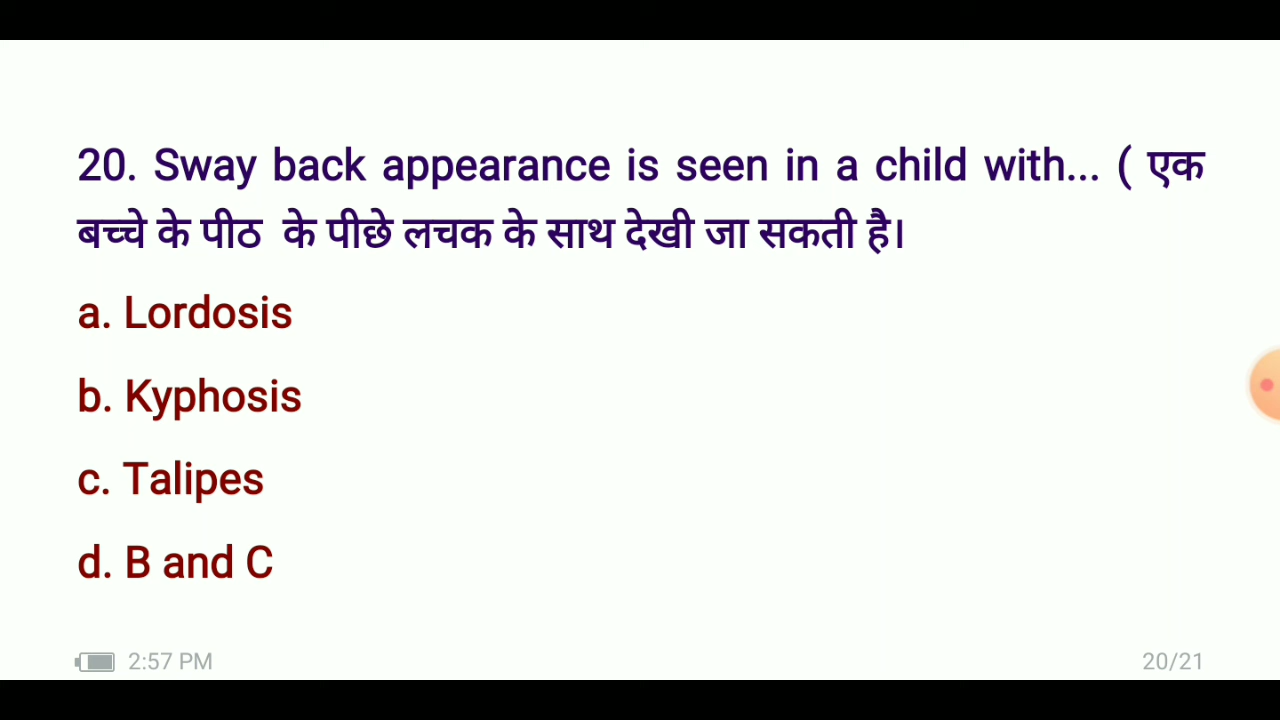 20. Sway back appearance is seen in a child with... ( एक
बच्चे के पीठ के पीछे लचक के साथ देखी जा सकती है।
a. Lordosis
b. Kyphosis
c. Talipes
d. B and C
2:57 PM
20/21